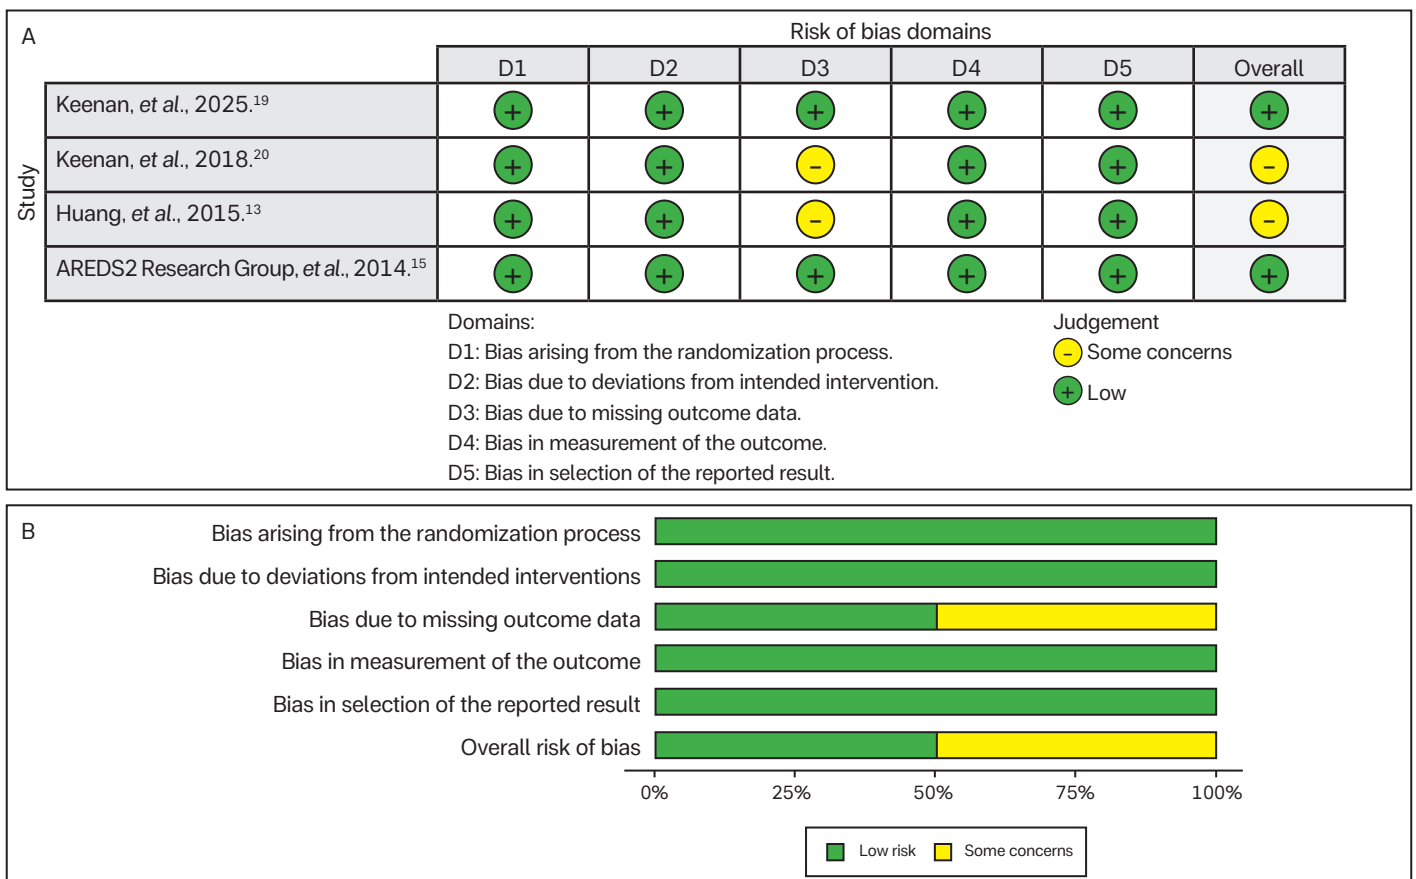 A
Risk of bias domains
D1 D2 D3 D4 D5 Overall
Study
Keenan, et al., 2025.19 + + + + + +
Keenan, et al., 2018.20 + + - + + -
Huang, et al., 2015.13 + + - + + -
AREDS2 Research Group, et al., 2014.15 + + + + + +
Domains:
D1: Bias arising from the randomization process.
D2: Bias due to deviations from intended intervention.
D3: Bias due to missing outcome data.
D4: Bias in measurement of the outcome.
D5: Bias in selection of the reported result.
Judgement
- Some concerns
+ Low
B
Bias arising from the randomization process
Bias due to deviations from intended interventions
Bias due to missing outcome data
Bias in measurement of the outcome
Bias in selection of the reported result
Overall risk of bias
0% 25% 50% 75% 100%
Low risk Some concerns